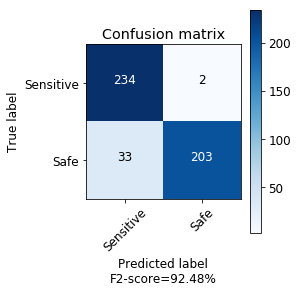 Confusion matrix
True label
Sensitive
234
2
Safe
33
203
Sensitive
Safe
Predicted label
F2-score=92.48%
200
150
100
50